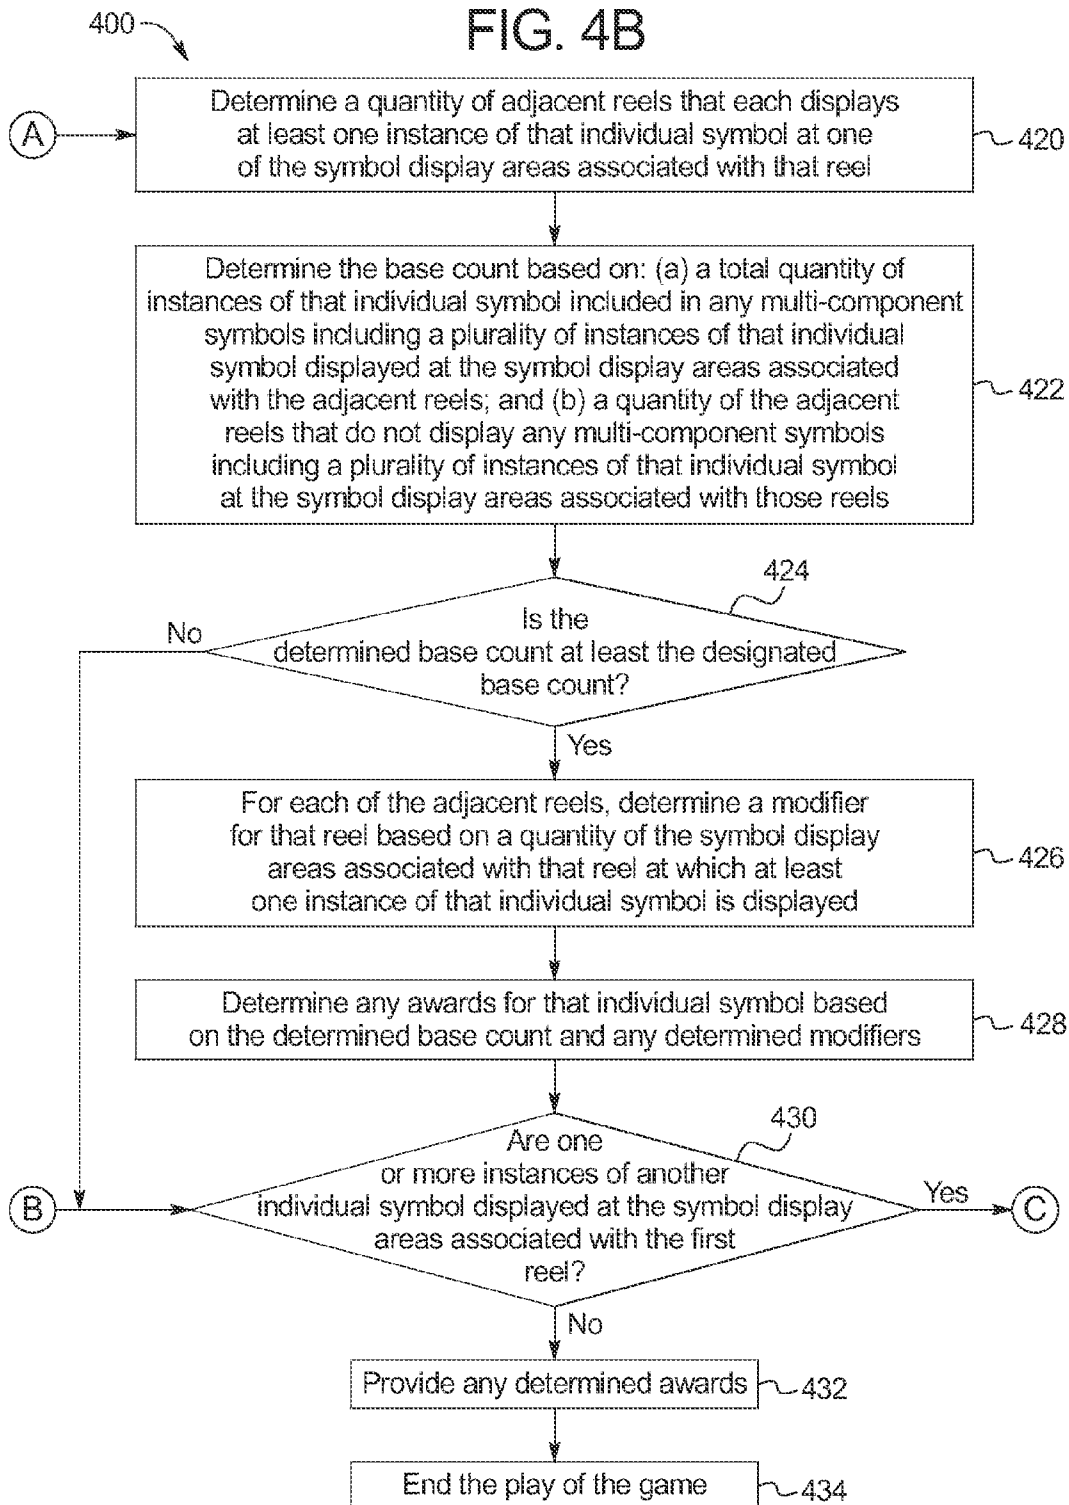 FIG. 4B
400
A
Determine a quantity of adjacent reels that each displays
at least one instance of that individual symbol at one
of the symbol display areas associated with that reel
420
Determine the base count based on: (a) a total quantity of
instances of that individual symbol included in any multi-component
symbols including a plurality of instances of that individual
symbol displayed at the symbol display areas associated
with the adjacent reels; and (b) a quantity of the adjacent
reels that do not display any multi-component symbols
including a plurality of instances of that individual symbol
at the symbol display areas associated with those reels
422
424
No
Is the
determined base count at least the designated
base count?
Yes
For each of the adjacent reels, determine a modifier
for that reel based on a quantity of the symbol display
areas associated with that reel at which at least
one instance of that individual symbol is displayed
426
Determine any awards for that individual symbol based
on the determined base count and any determined modifiers
428
430
B
Are one
or more instances of another
individual symbol displayed at the symbol display
areas associated with the first
reel?
Yes
C
No
Provide any determined awards
432
End the play of the game
434